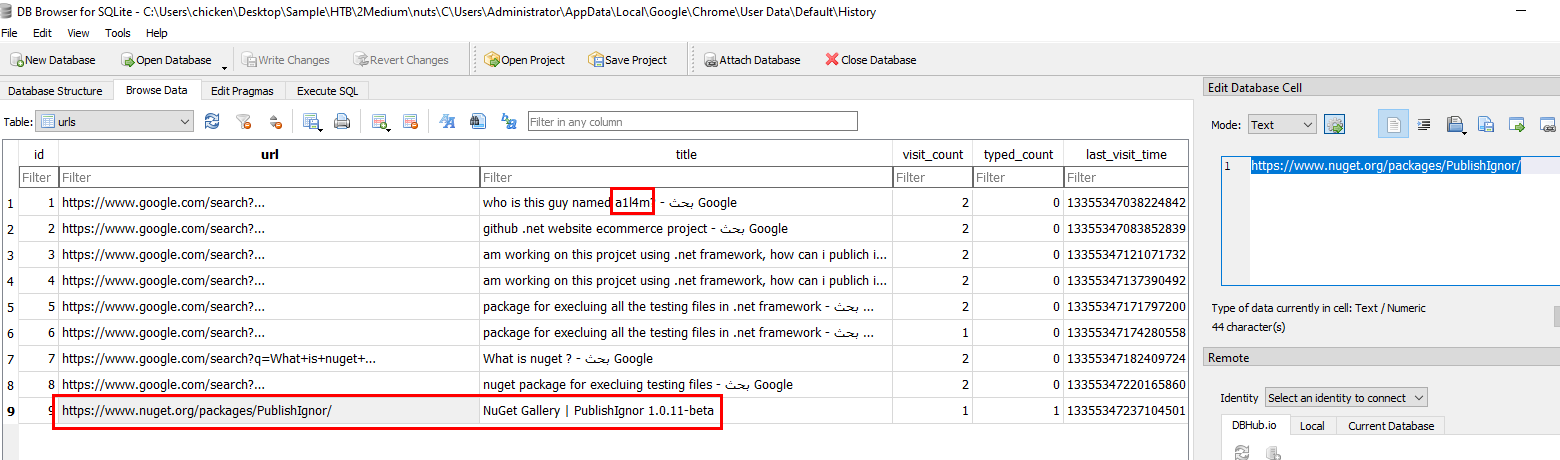 DB Browser for SQLite - C:\Users\chicken\Desktop\Sample\HTB\2Medium\nuts\C\Users\Administrator\AppData\Local\Google\Chrome\User Data\Default\History
File Edit View Tools Help
New Database Open Database Write Changes Revert Changes Open Project Save Project Attach Database Close Database
Database Structure Browse Data Edit Pragmas Execute SQL
Table: urls Filter in any column
id url title visit_count typed_count last_visit_time
Filter Filter Filter Filter Filter Filter
1 1 https://www.google.com/search?... who is this guy named a1l4m? - بحث Google 2 0 13355347038224842
2 2 https://www.google.com/search?... github .net website ecommerce project - بحث Google 2 0 13355347083852839
3 3 https://www.google.com/search?... am working on this projcet using .net framework, how can i publich i... 2 0 13355347121071732
4 4 https://www.google.com/search?... am working on this projcet using .net framework, how can i publich i... 2 0 13355347137390492
5 5 https://www.google.com/search?... package for execluing all the testing files in .net framework - بحث ... 2 0 13355347171797200
6 6 https://www.google.com/search?... package for execluing all the testing files in .net framework - بحث ... 1 0 13355347174280558
7 7 https://www.google.com/search?q=What+is+nuget+... What is nuget ? - بحث Google 2 0 13355347182409724
8 8 https://www.google.com/search?... nuget package for execluing testing files - بحث Google 2 0 13355347220165860
9 9 https://www.nuget.org/packages/PublishIgnor/ NuGet Gallery | PublishIgnor 1.0.11-beta 1 1 13355347237104501
Edit Database Cell
Mode: Text
1 https://www.nuget.org/packages/PublishIgnor/
Type of data currently in cell: Text / Numeric
44 character(s)
Remote
Identity Select an identity to connect
DBHub.io Local Current Database